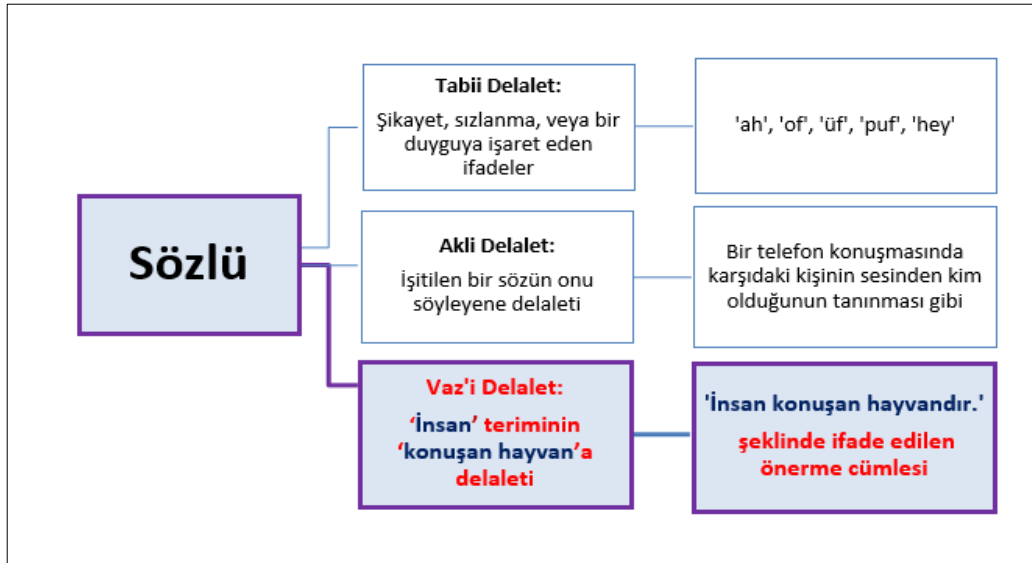 Sözlü
Tabii Delalet:
Şikayet, sızlanma, veya bir
duyguya işaret eden
ifadeler
'ah', 'of', 'üf', 'puf', 'hey'
Akli Delalet:
İşitilen bir sözün onu
söyleyene delaleti
Bir telefon konuşmasında
karşıdaki kişinin sesinden kim
olduğunun tanınması gibi
Vaz'i Delalet:
‘İnsan’ teriminin
‘konuşan hayvan’a
delaleti
'İnsan konuşan hayvandır.'
şeklinde ifade edilen
önerme cümlesi